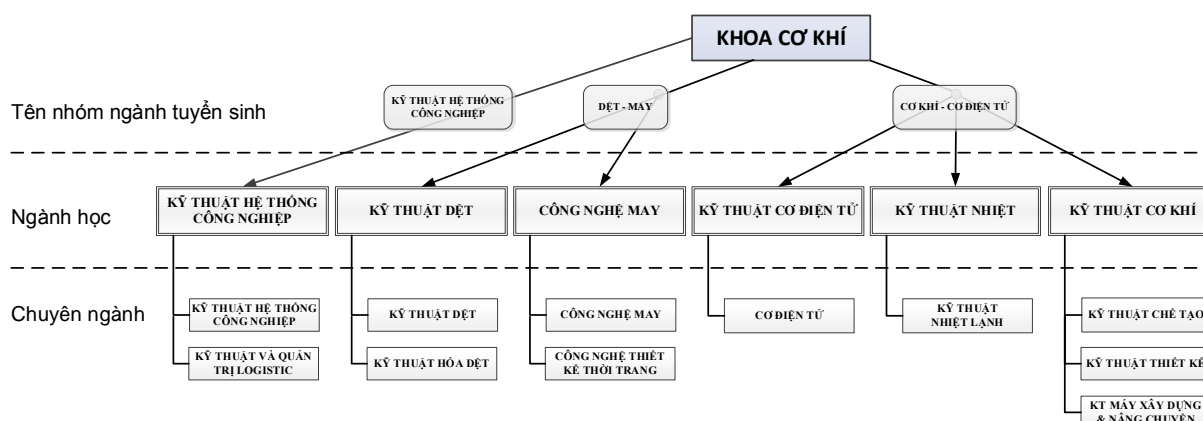 KHOA CƠ KHÍ
Tên nhóm ngành tuyển sinh
KỸ THUẬT HỆ THỐNG
CÔNG NGHIỆP
DỆT - MAY
CƠ KHÍ - CƠ ĐIỆN TỬ
Ngành học
KỸ THUẬT HỆ THỐNG
CÔNG NGHIỆP
KỸ THUẬT DỆT
CÔNG NGHỆ MAY
KỸ THUẬT CƠ ĐIỆN TỬ
KỸ THUẬT NHIỆT
KỸ THUẬT CƠ KHÍ
Chuyên ngành
KỸ THUẬT HỆ THỐNG
CÔNG NGHIỆP
KỸ THUẬT DỆT
CÔNG NGHỆ MAY
CƠ ĐIỆN TỬ
KỸ THUẬT
NHIỆT LẠNH
KỸ THUẬT CHẾ TẠO
KỸ THUẬT VÀ QUẢN
TRỊ LOGISTIC
KỸ THUẬT HÓA DỆT
CÔNG NGHỆ THIẾT
KẾ THỜI TRANG
KỸ THUẬT THIẾT KẾ
KT MÁY XÂY DỰNG
& NÂNG CHUYỂN